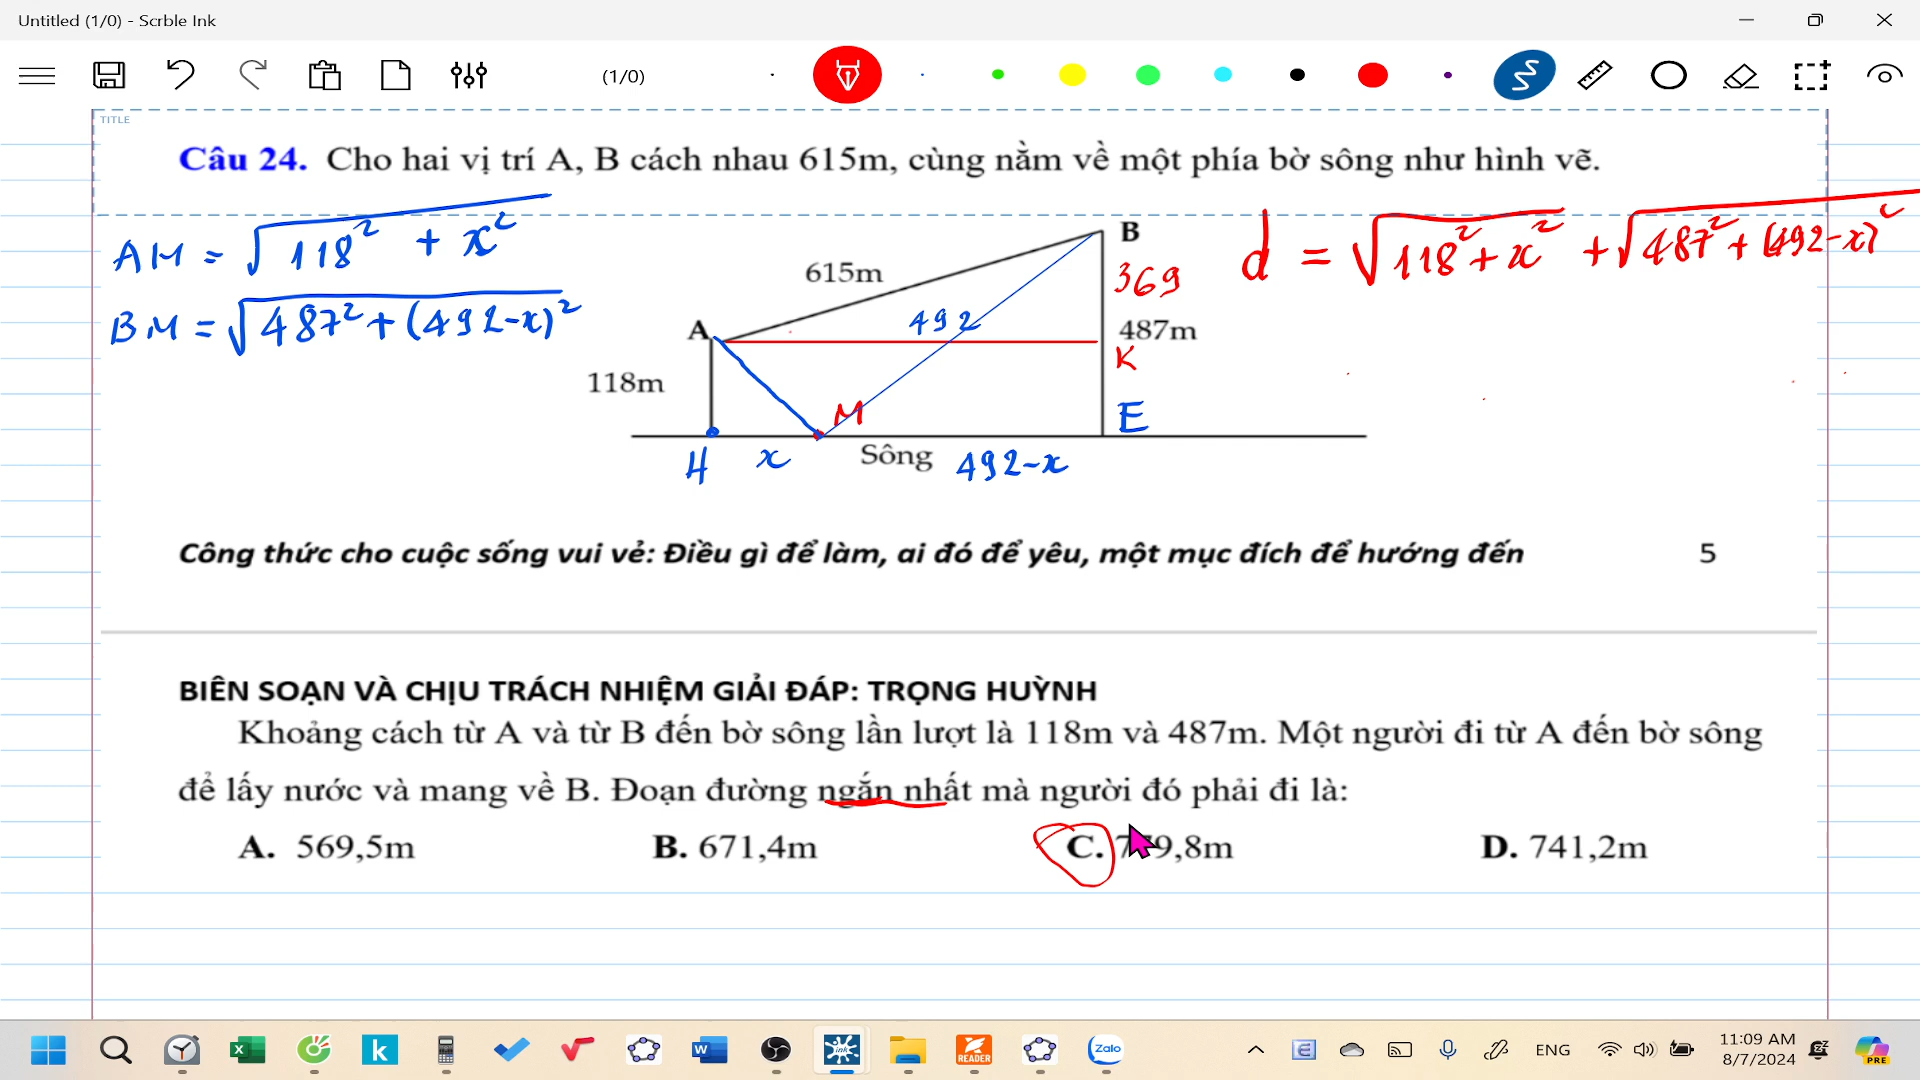 Untitled (1/0) - Scrble Ink
(1/0)
TITLE
Câu 24. Cho hai vị trí A, B cách nhau 615m, cùng nằm về một phía bờ sông như hình vẽ.
AM = √118² + x²
BM = √487² + (492-x)²
d = √118² + x² + √487² + (492-x)²
B
615m
369
492
A
487m
K
118m
M
E
H
x
Sông
492-x
Công thức cho cuộc sống vui vẻ: Điều gì để làm, ai đó để yêu, một mục đích để hướng đến
5
BIÊN SOẠN VÀ CHỊU TRÁCH NHIỆM GIẢI ĐÁP: TRỌNG HUỲNH
Khoảng cách từ A và từ B đến bờ sông lần lượt là 118m và 487m. Một người đi từ A đến bờ sông
để lấy nước và mang về B. Đoạn đường ngắn nhất mà người đó phải đi là:
A. 569,5m
B. 671,4m
C. 779,8m
D. 741,2m
Zalo
READER
ENG
11:09 AM
8/7/2024
PRE